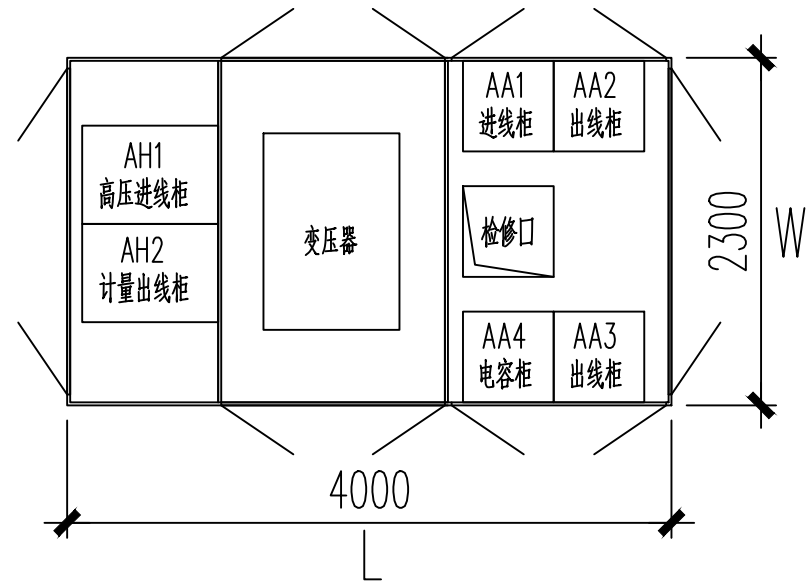 AH1
高压进线柜
AH2
计量出线柜
变压器
AA1
进线柜
AA2
出线柜
检修口
AA4
电容柜
AA3
出线柜
2300
W
4000
L